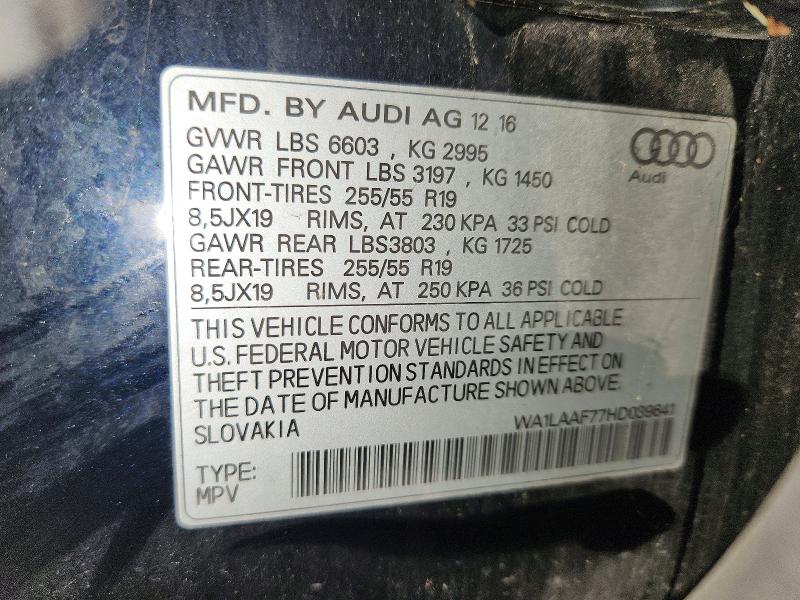 MFD. BY AUDI AG 12 16
GVWR LBS 6603 , KG 2995
GAWR FRONT LBS 3197 , KG 1450
FRONT-TIRES 255/55 R19
8,5JX19 RIMS, AT 230 KPA 33 PSI COLD
GAWR REAR LBS3803 , KG 1725
REAR-TIRES 255/55 R19
8,5JX19 RIMS, AT 250 KPA 36 PSI COLD
Audi
THIS VEHICLE CONFORMS TO ALL APPLICABLE
U.S. FEDERAL MOTOR VEHICLE SAFETY AND
THEFT PREVENTION STANDARDS IN EFFECT ON
THE DATE OF MANUFACTURE SHOWN ABOVE.
SLOVAKIA
WA1LAAF77HD039641
TYPE:
MPV